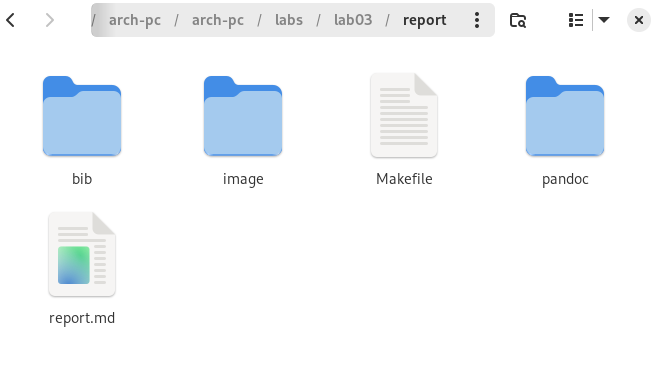 / arch-pc / arch-pc / labs / lab03 / report
bib image Makefile pandoc
report.md